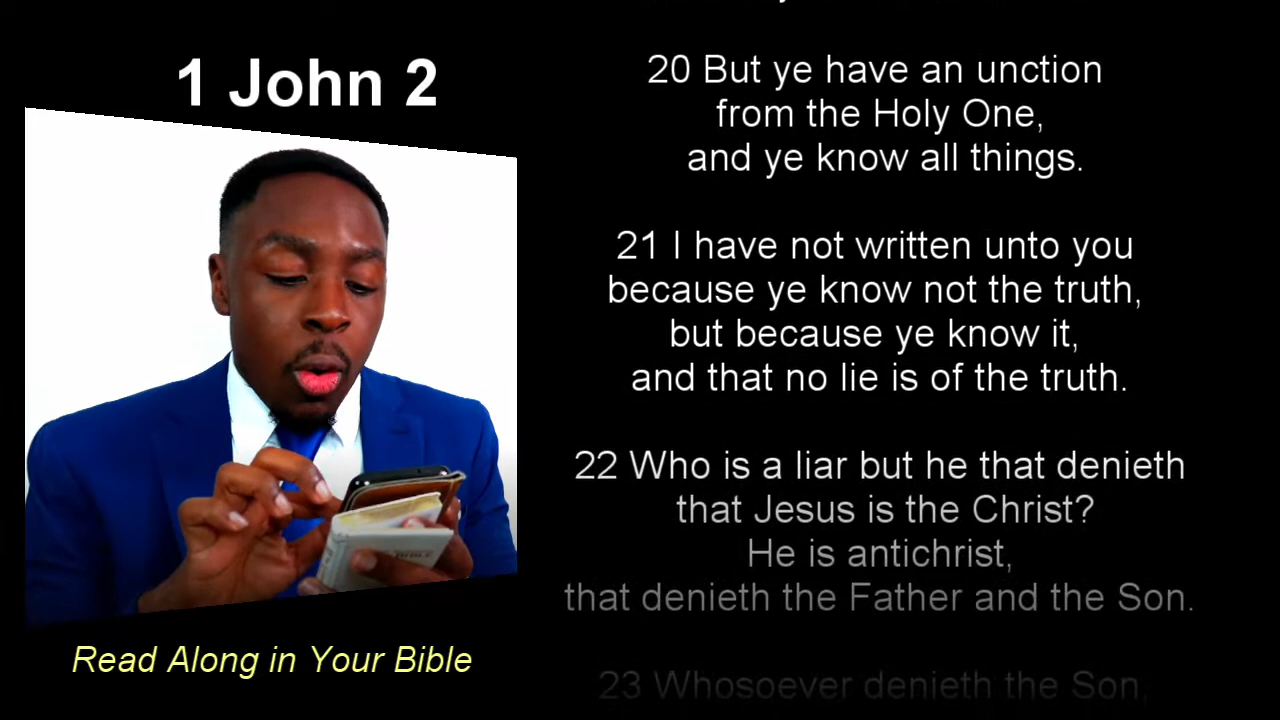 1 John 2
Read Along in Your Bible
20 But ye have an unction
from the Holy One,
and ye know all things.
21 I have not written unto you
because ye know not the truth,
but because ye know it,
and that no lie is of the truth.
22 Who is a liar but he that denieth
that Jesus is the Christ?
He is antichrist,
that denieth the Father and the Son.
23 Whosoever denieth the Son,